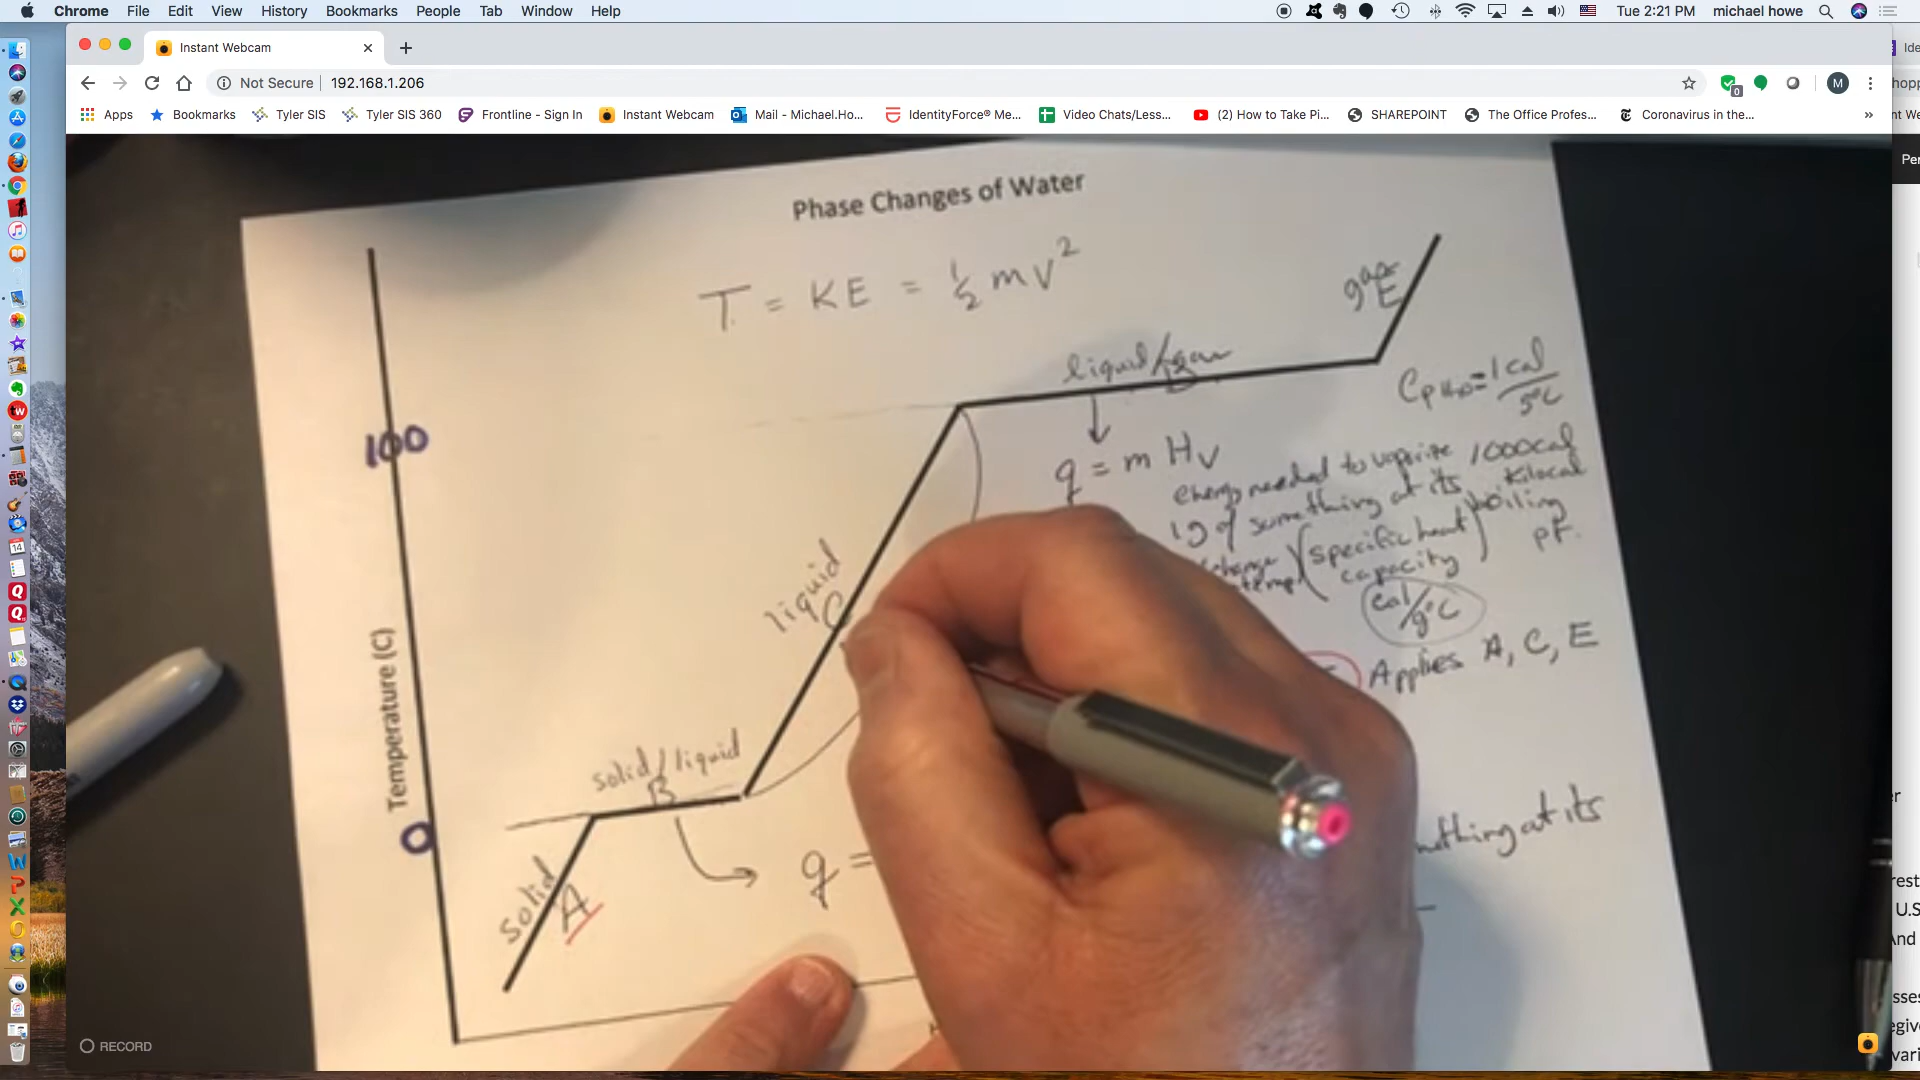 Chrome File Edit View History Bookmarks People Tab Window Help
Tue 2:21 PM michael howe
Instant Webcam
Not Secure 192.168.1.206
M
0
Apps Bookmarks Tyler SIS Tyler SIS 360 Frontline - Sign In Instant Webcam Mail - Michael.Ho... IdentityForce® Me... Video Chats/Less... (2) How to Take Pi... SHAREPOINT The Office Profes... Coronavirus in the... »
Phase Changes of Water
T = KE = ½ mv²
gas
E
liquid/gas
D
Cp H₂O = 1 cal
g°C
100
q = m Hv
energy needed to vaporize 1000cal
1g of something at its Kilocal
boiling
pt.
change (specific heat)
temp capacity
cal/g°C
liquid
C
Applies A, C, E
Temperature (C)
solid/liquid
B
0
q =
something at its
solid
A
RECORD